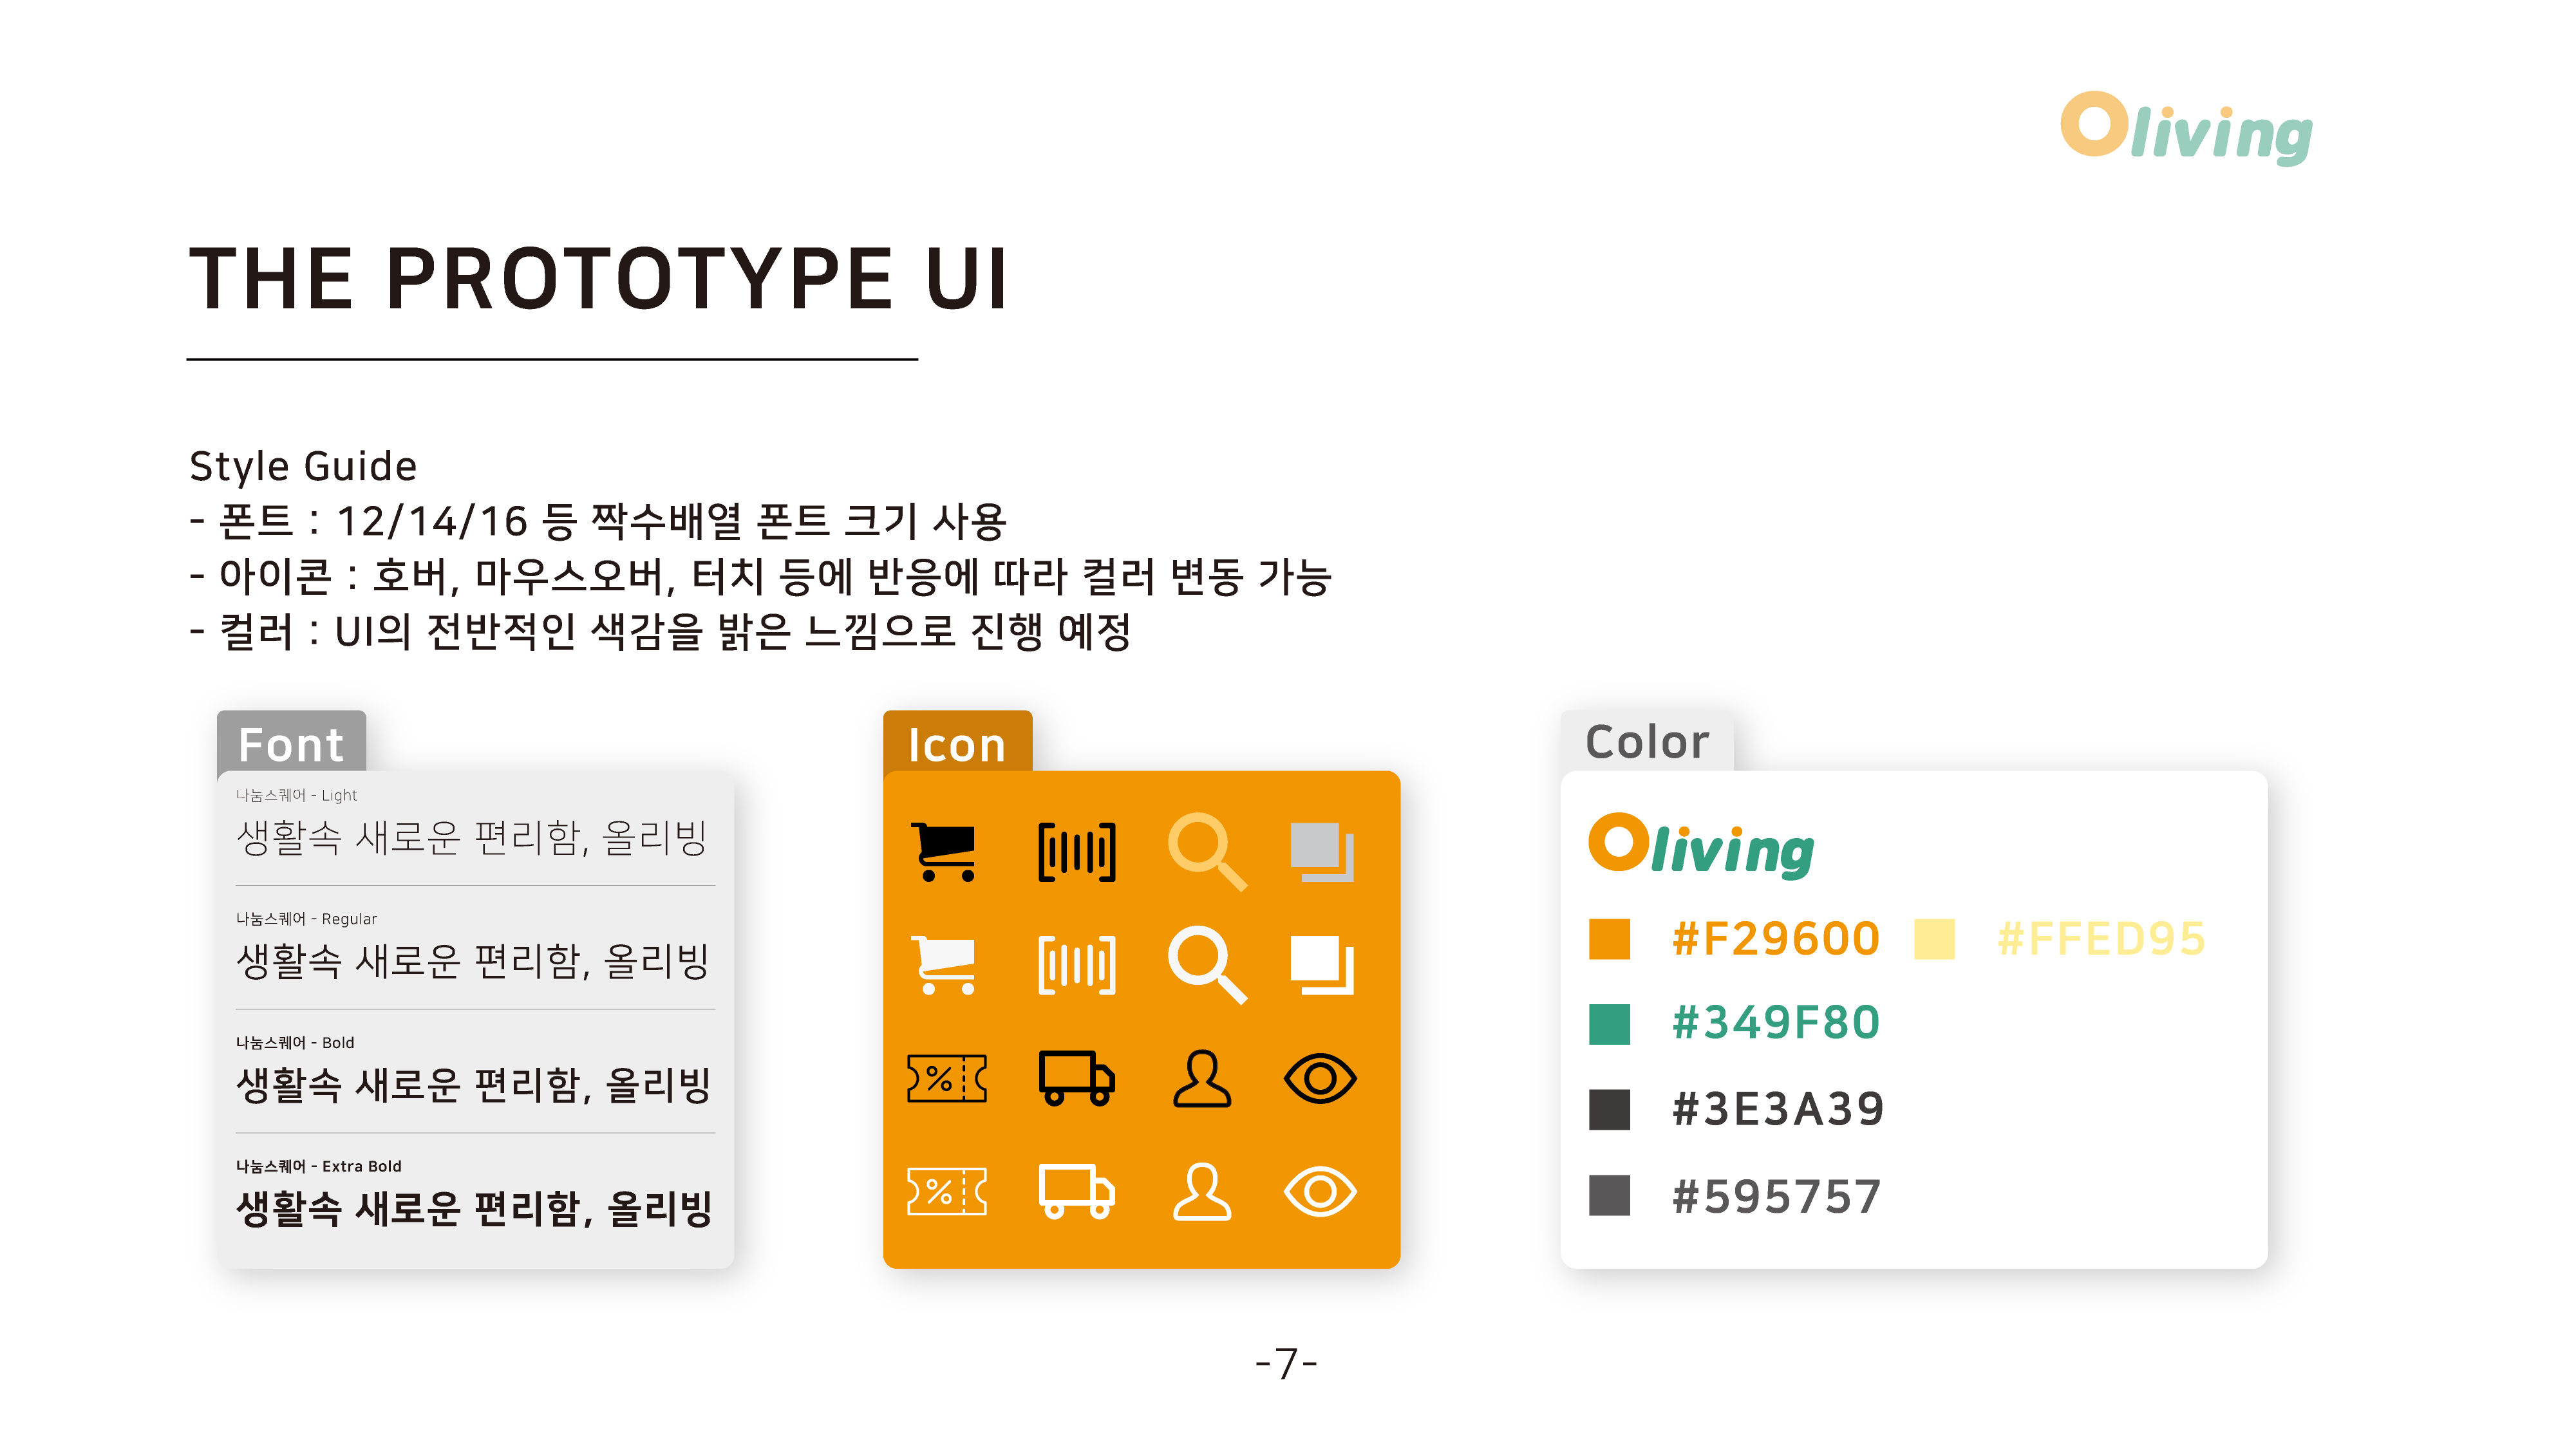 Oliving
THE PROTOTYPE UI
Style Guide
- 폰트 : 12/14/16 등 짝수배열 폰트 크기 사용
- 아이콘 : 호버, 마우스오버, 터치 등에 반응에 따라 컬러 변동 가능
- 컬러 : UI의 전반적인 색감을 밝은 느낌으로 진행 예정
Font
나눔스퀘어 - Light
생활속 새로운 편리함, 올리빙
나눔스퀘어 - Regular
생활속 새로운 편리함, 올리빙
나눔스퀘어 - Bold
생활속 새로운 편리함, 올리빙
나눔스퀘어 - Extra Bold
생활속 새로운 편리함, 올리빙
Icon
%
%
Color
Oliving
#F29600 #FFED95
#349F80
#3E3A39
#595757
-7-